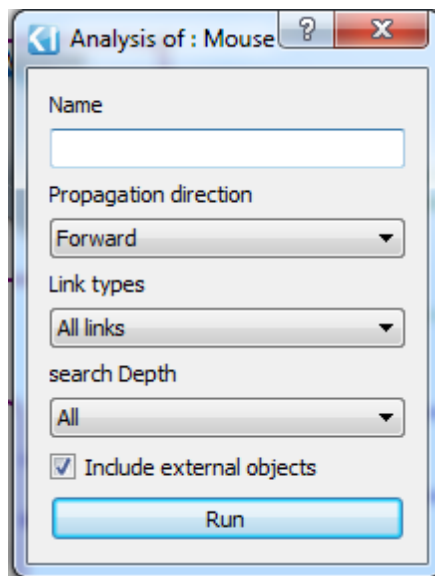 Analysis of : Mouse
?
Name
Propagation direction
Forward
Link types
All links
search Depth
All
Include external objects
Run